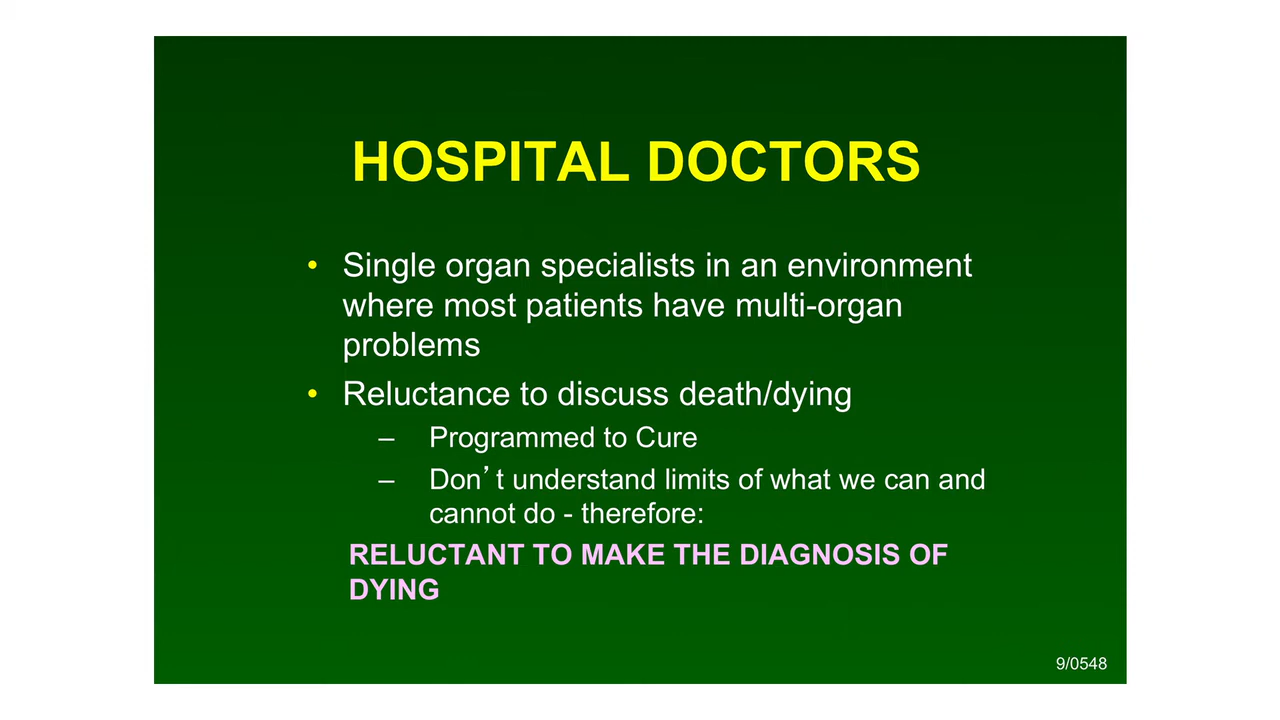 HOSPITAL DOCTORS
• Single organ specialists in an environment
where most patients have multi-organ
problems
• Reluctance to discuss death/dying
– Programmed to Cure
– Don’t understand limits of what we can and
cannot do - therefore:
RELUCTANT TO MAKE THE DIAGNOSIS OF
DYING
9/0548